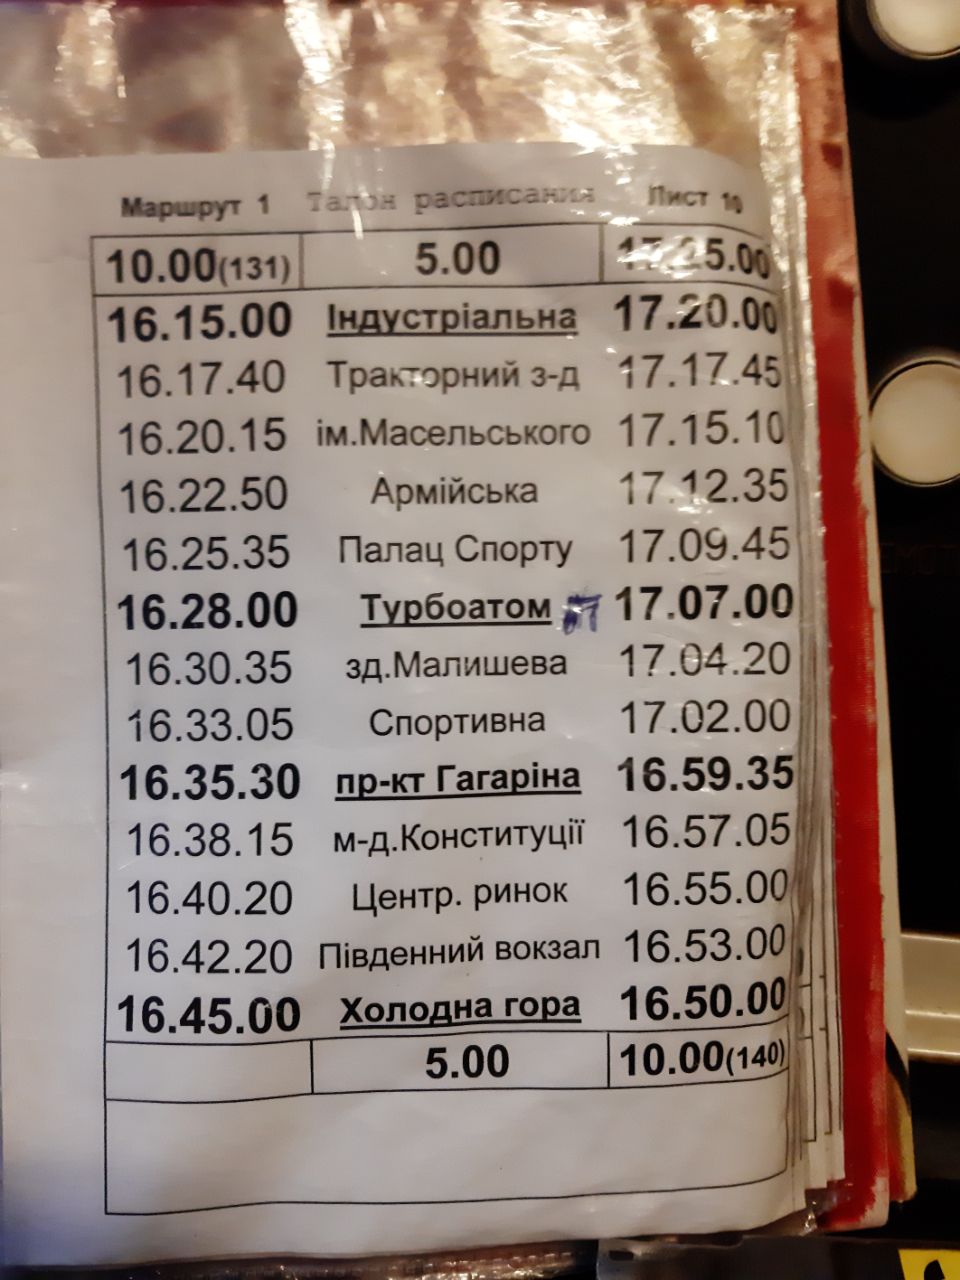 Маршрут 1 Талон расписания Лист 10
10.00(131) 5.00 17.25.00
16.15.00 Індустріальна 17.20.00
16.17.40 Тракторний з-д 17.17.45
16.20.15 ім.Масельського 17.15.10
16.22.50 Армійська 17.12.35
16.25.35 Палац Спорту 17.09.45
16.28.00 Турбоатом 17.07.00
16.30.35 зд.Малишева 17.04.20
16.33.05 Спортивна 17.02.00
16.35.30 пр-кт Гагаріна 16.59.35
16.38.15 м-д.Конституції 16.57.05
16.40.20 Центр. ринок 16.55.00
16.42.20 Південний вокзал 16.53.00
16.45.00 Холодна гора 16.50.00
5.00 10.00(140)